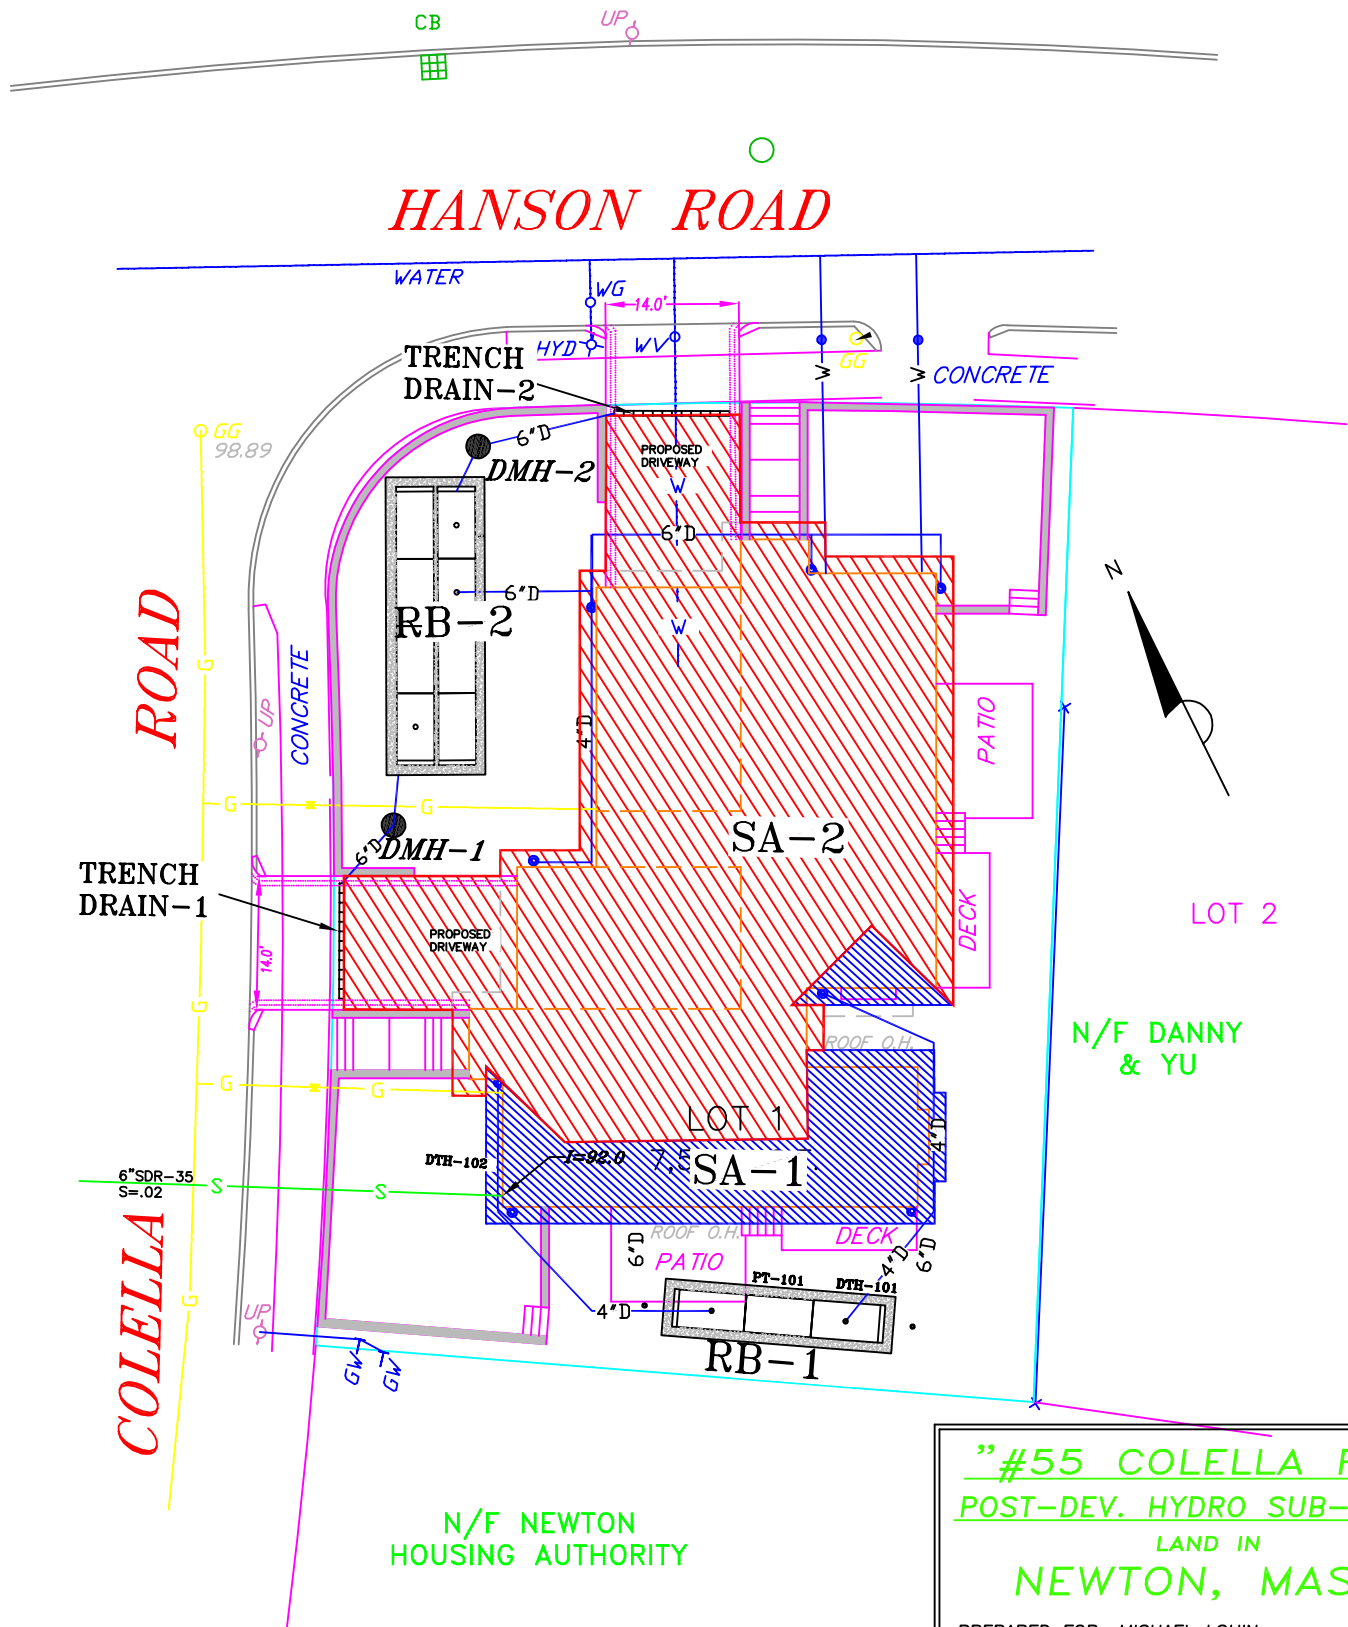 CB
UP
HANSON ROAD
WATER
WG
14.0'
HYD
WV
TRENCH
DRAIN-2
GG
W
W
CONCRETE
GG
98.89
6"D
DMH-2
PROPOSED
DRIVEWAY
W
6"D
N
6"D
RB-2
W
ROAD
G
CONCRETE
UP
4"D
PATIO
G
G
SA-2
6"D
DMH-1
TRENCH
DRAIN-1
PROPOSED
DRIVEWAY
14.0'
DECK
LOT 2
G
ROOF O.H.
N/F DANNY
& YU
G
G
LOT 1
4"D
DTH-102
I=92.0
SA-1
6"SDR-35
S=.02
S
S
ROOF O.H.
DECK
6"D
PATIO
4"D
6"D
PT-101
DTH-101
G
UP
4"D
RB-1
GW
GW
COLELLA
"#55 COLELLA
POST-DEV. HYDRO SUB-
LAND IN
NEWTON, MAS
N/F NEWTON
HOUSING AUTHORITY